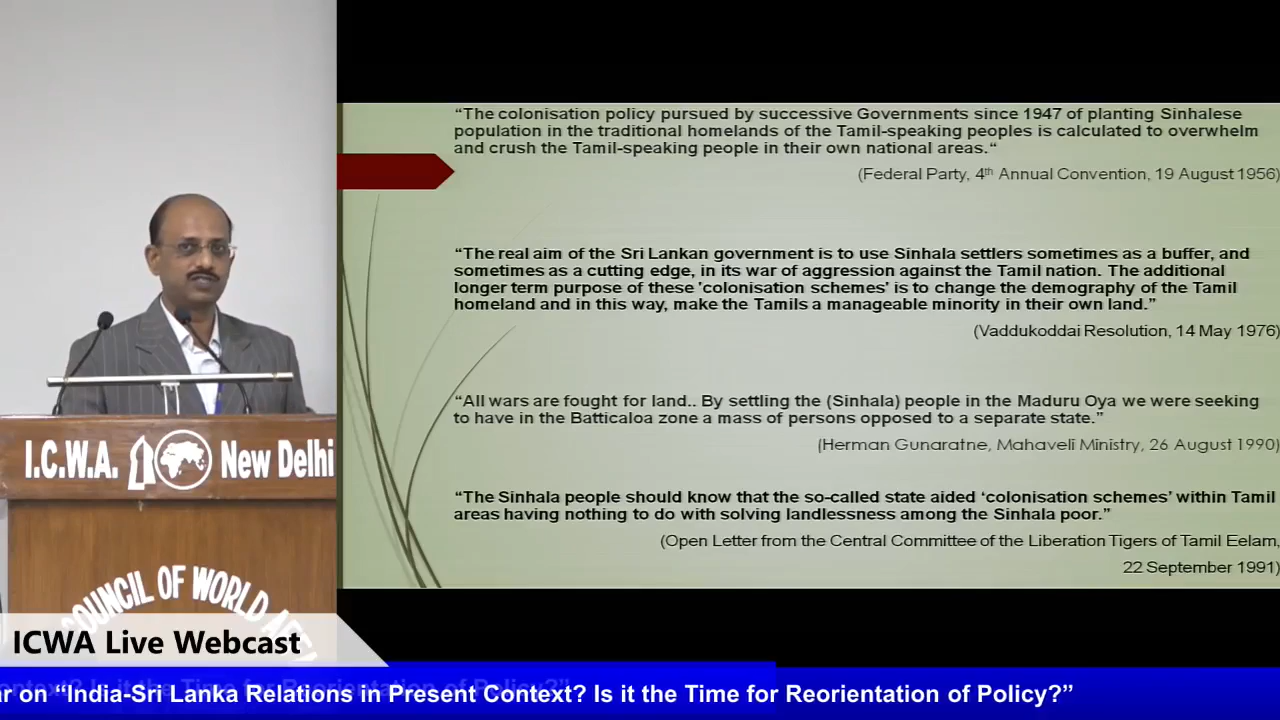 “The colonisation policy pursued by successive Governments since 1947 of planting Sinhalese
population in the traditional homelands of the Tamil-speaking peoples is calculated to overwhelm
and crush the Tamil-speaking people in their own national areas.“
(Federal Party, 4th Annual Convention, 19 August 1956)
“The real aim of the Sri Lankan government is to use Sinhala settlers sometimes as a buffer, and
sometimes as a cutting edge, in its war of aggression against the Tamil nation. The additional
longer term purpose of these 'colonisation schemes' is to change the demography of the Tamil
homeland and in this way, make the Tamils a manageable minority in their own land.”
(Vaddukoddai Resolution, 14 May 1976)
“All wars are fought for land.. By settling the (Sinhala) people in the Maduru Oya we were seeking
to have in the Batticaloa zone a mass of persons opposed to a separate state.”
(Herman Gunaratne, Mahaveli Ministry, 26 August 1990)
“The Sinhala people should know that the so-called state aided ‘colonisation schemes’ within Tamil
areas having nothing to do with solving landlessness among the Sinhala poor.”
(Open Letter from the Central Committee of the Liberation Tigers of Tamil Eelam,
22 September 1991)
I.C.W.A. New Delhi
COUNCIL OF WORLD
ICWA Live Webcast
ar on “India-Sri Lanka Relations in Present Context? Is it the Time for Reorientation of Policy?”